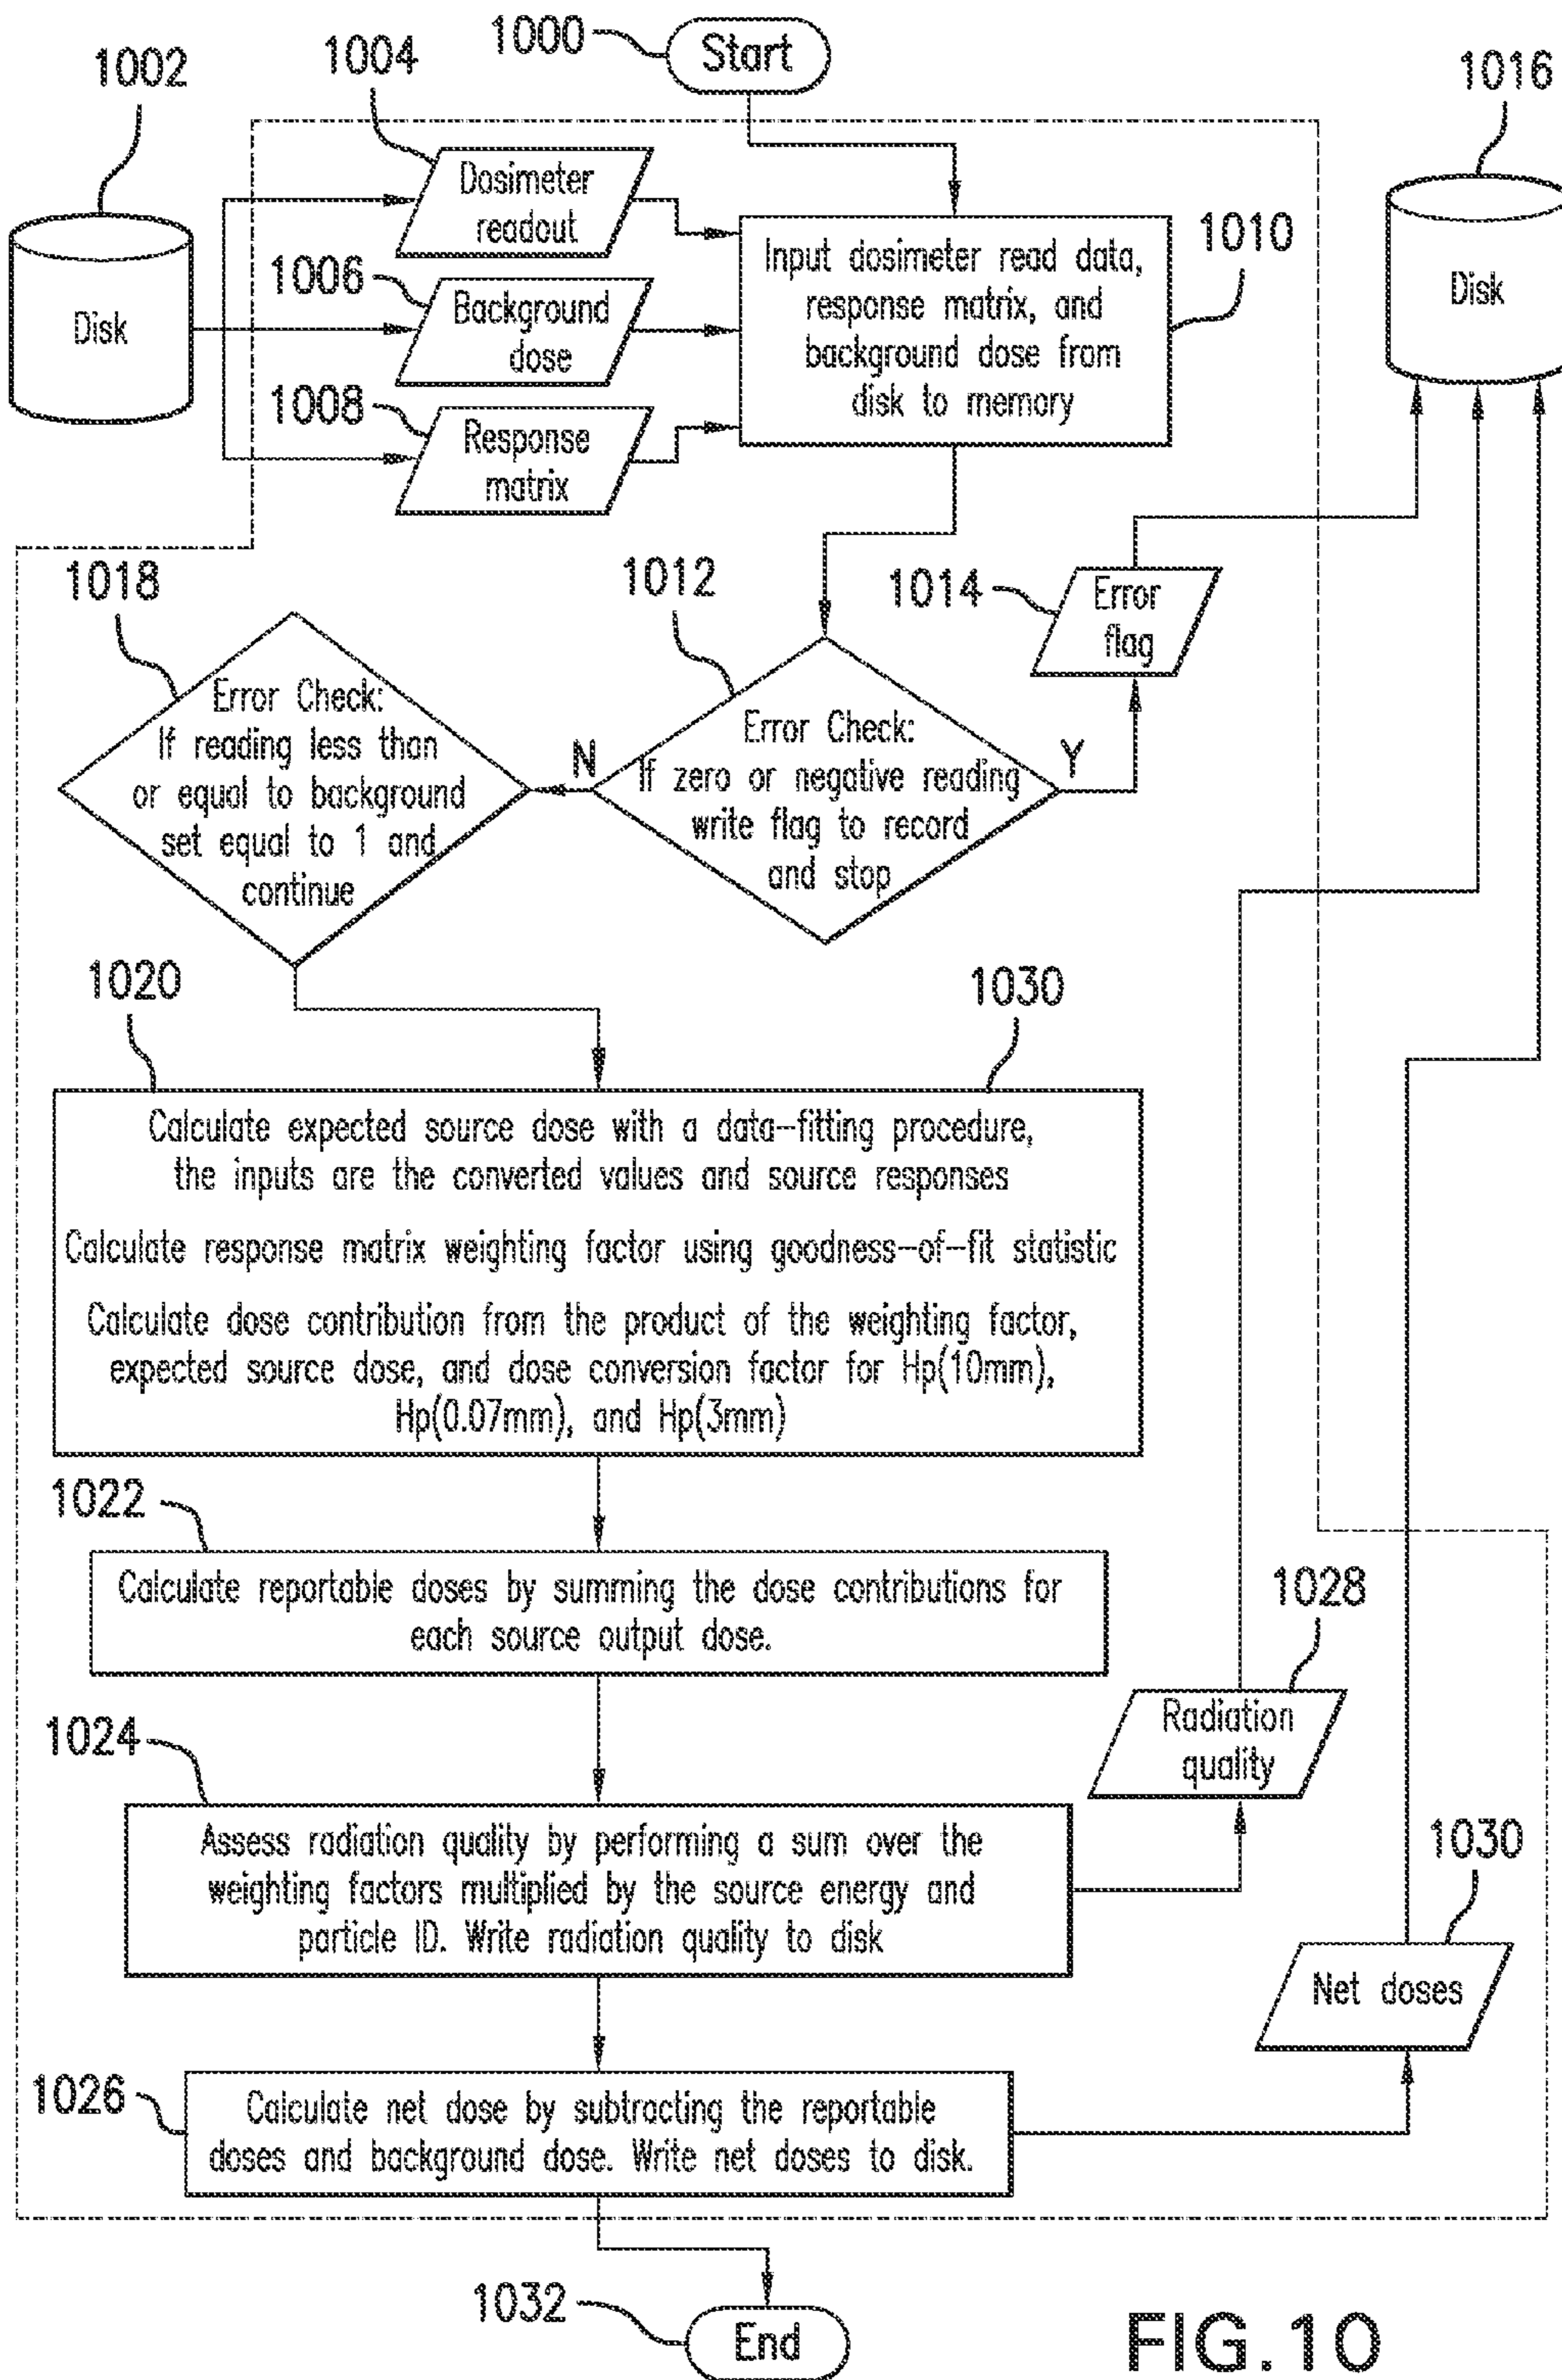 1000
Start
1002
1004
1016
Dosimeter
readout
1010
Input dosimeter read data,
response matrix, and
background dose from
disk to memory
1006
Background
dose
Disk
Disk
1008
Response
matrix
1018
1012
1014
Error
flag
Error Check:
If reading less than
or equal to background
set equal to 1 and
continue
N
Error Check:
If zero or negative reading
write flag to record
and stop
Y
1020
1030
Calculate expected source dose with a data-fitting procedure,
the inputs are the converted values and source responses
Calculate response matrix weighting factor using goodness-of-fit statistic
Calculate dose contribution from the product of the weighting factor,
expected source dose, and dose conversion factor for Hp(10mm),
Hp(0.07mm), and Hp(3mm)
1022
Calculate reportable doses by summing the dose contributions for
each source output dose.
1028
Radiation
quality
1024
Assess radiation quality by performing a sum over the
weighting factors multiplied by the source energy and
particle ID. Write radiation quality to disk
1030
Net doses
1026
Calculate net dose by subtracting the reportable
doses and background dose. Write net doses to disk.
1032
End
FIG.10